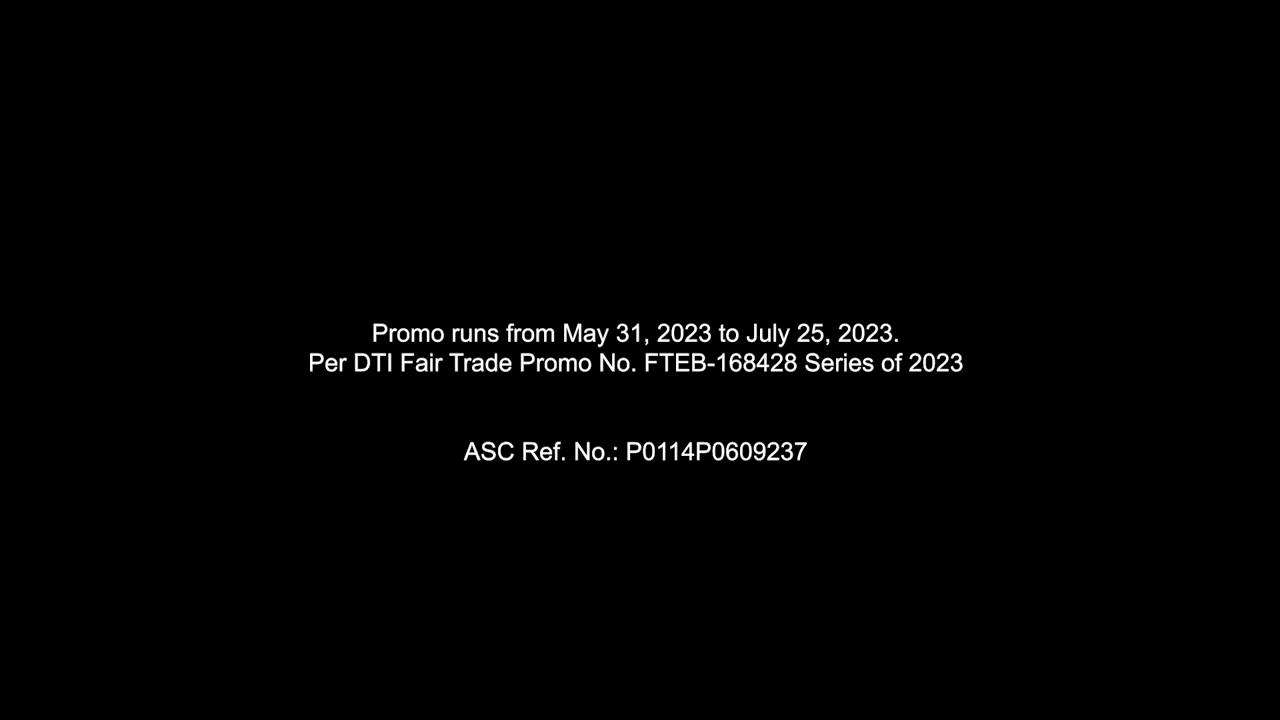 Promo runs from May 31, 2023 to July 25, 2023.
Per DTI Fair Trade Promo No. FTEB-168428 Series of 2023
ASC Ref. No.: P0114P0609237